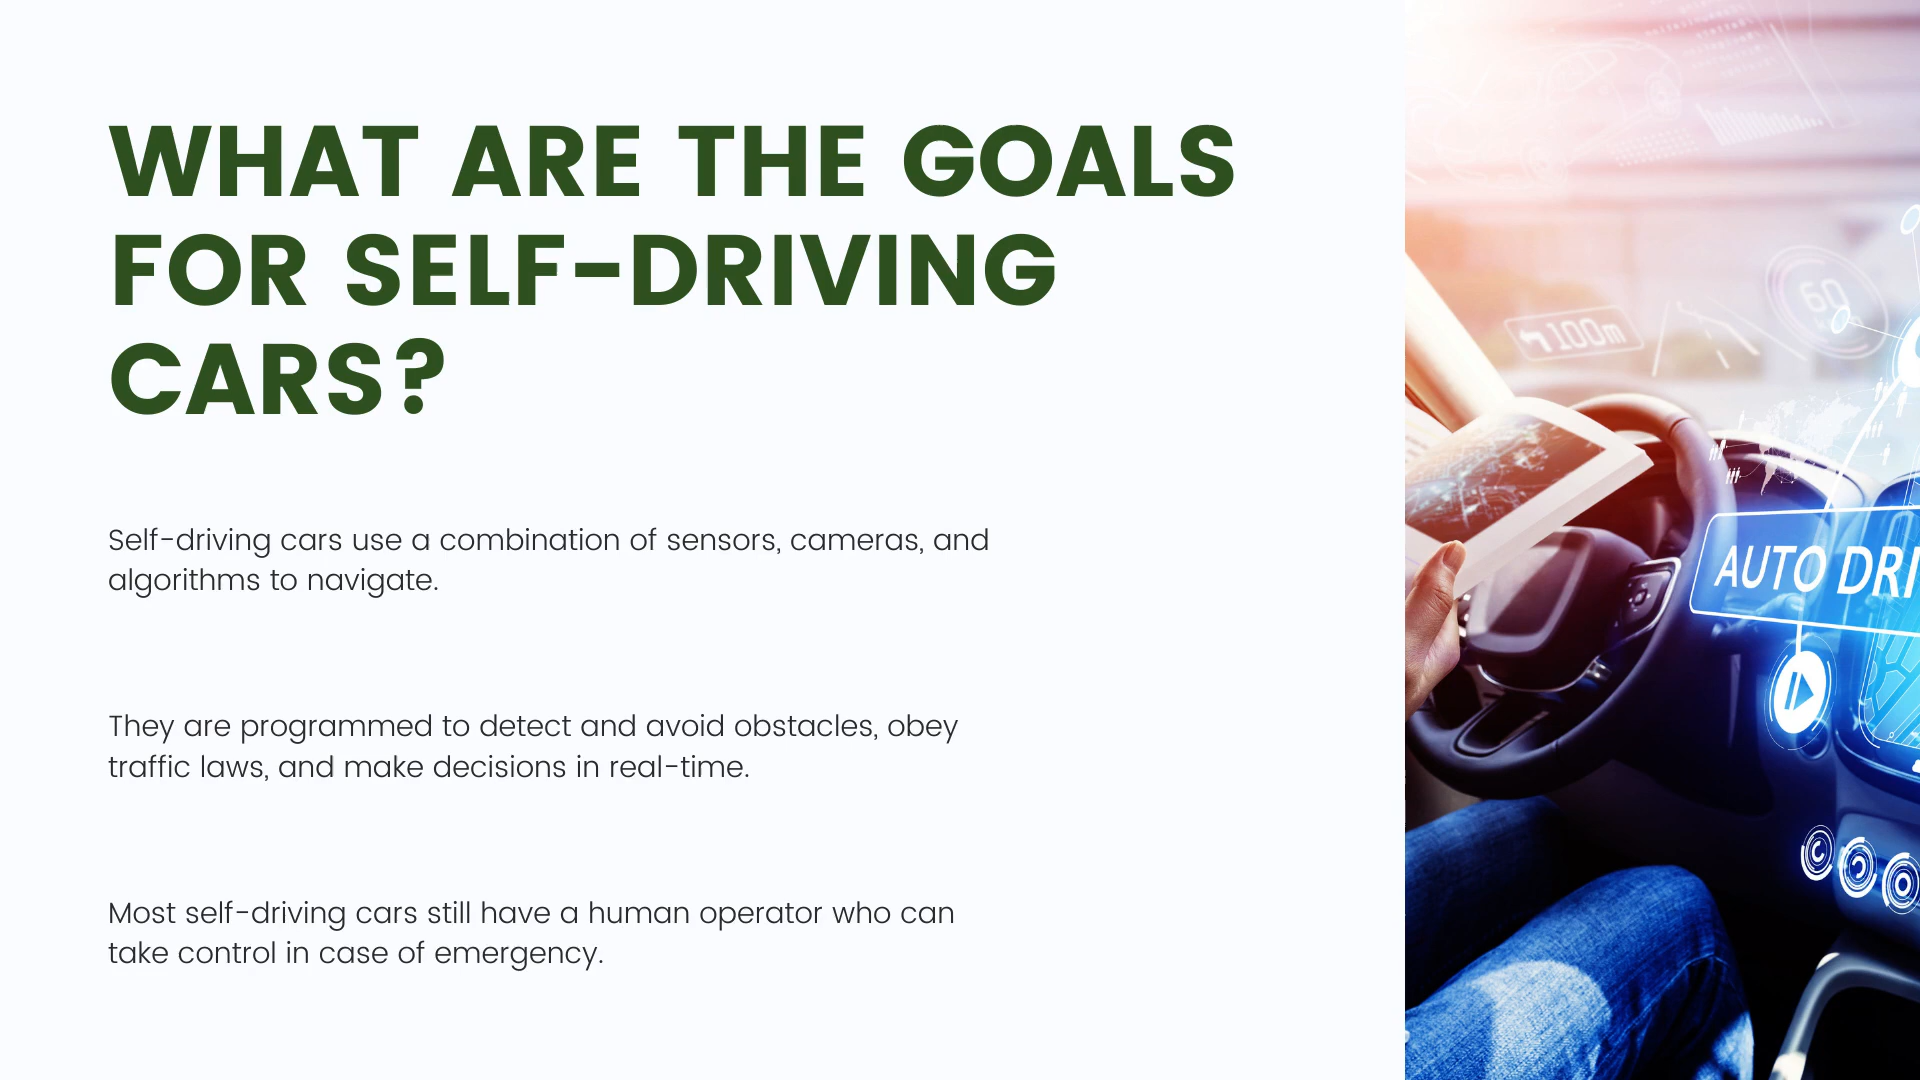 WHAT ARE THE GOALS
FOR SELF-DRIVING
CARS?
Self-driving cars use a combination of sensors, cameras, and
algorithms to navigate.
They are programmed to detect and avoid obstacles, obey
traffic laws, and make decisions in real-time.
Most self-driving cars still have a human operator who can
take control in case of emergency.
60
100m
AUTO DRI